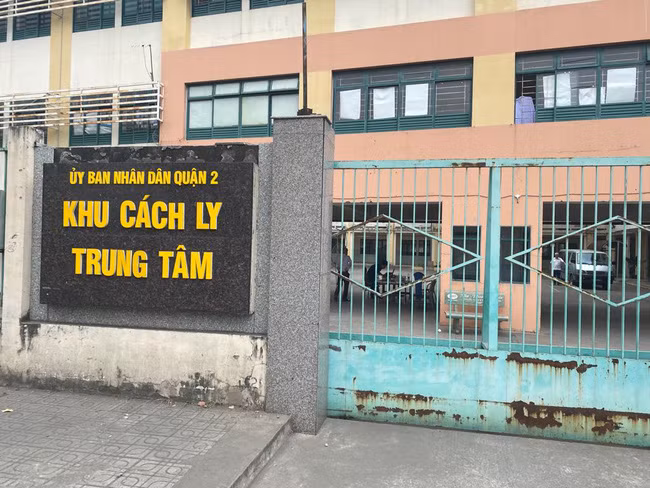 ỦY BAN NHÂN DÂN QUẬN 2
KHU CÁCH LY
TRUNG TÂM